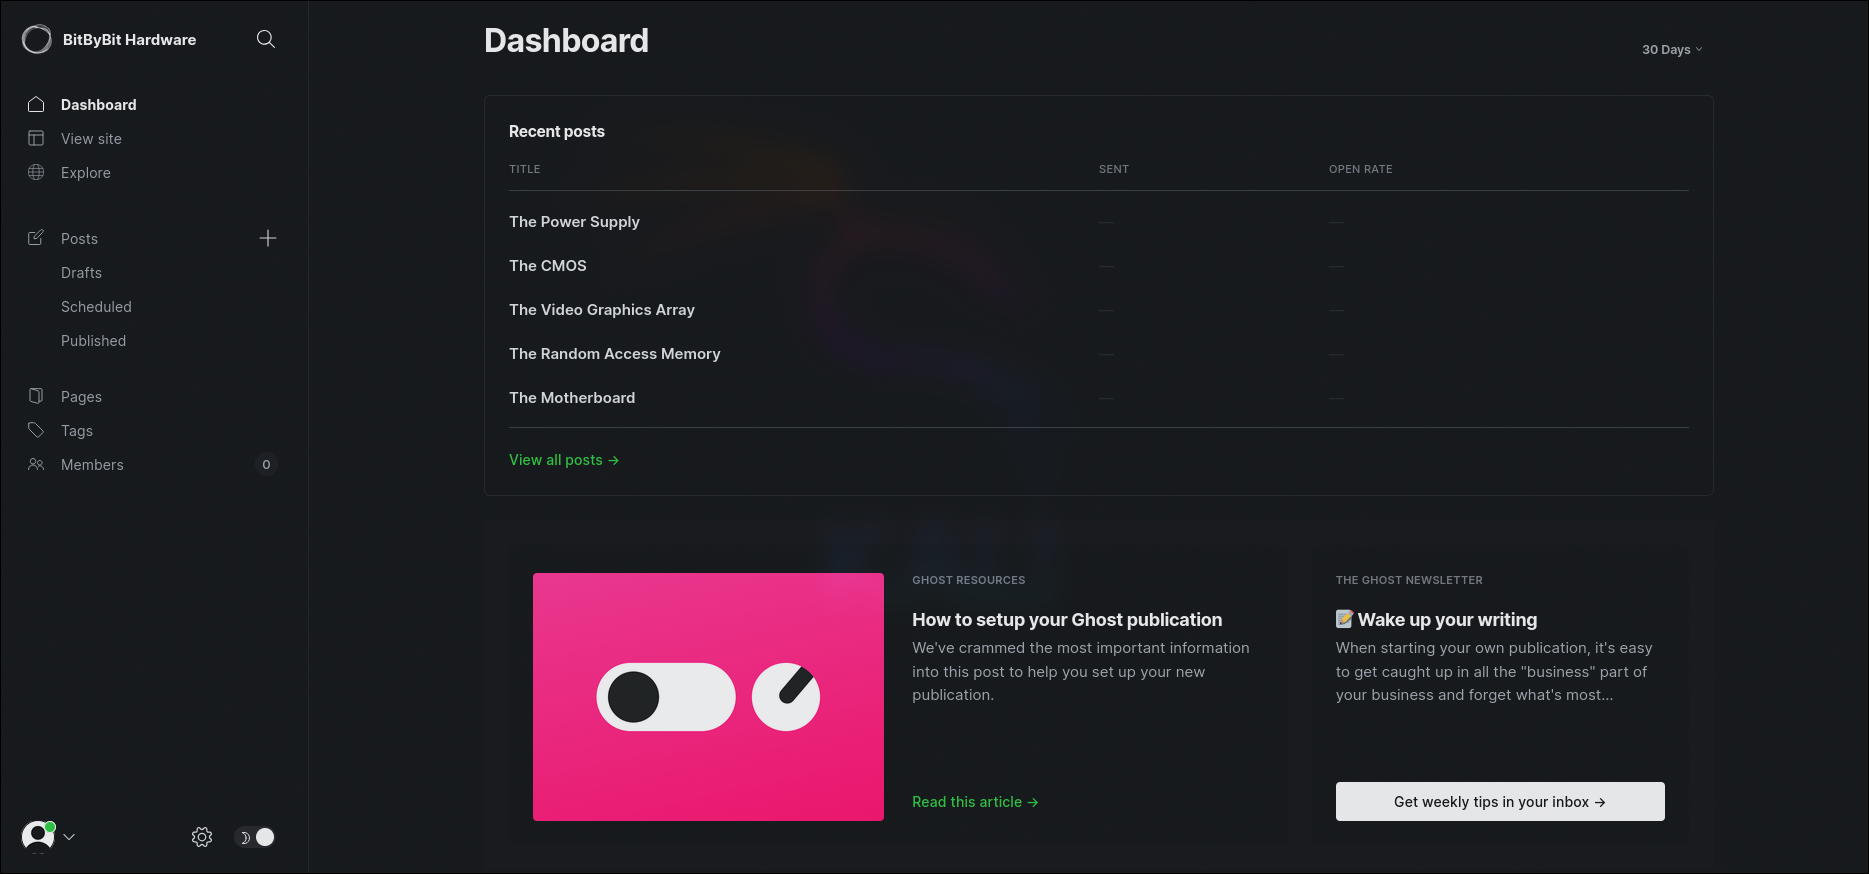 BitByBit Hardware
Dashboard
View site
Explore
Posts
Drafts
Scheduled
Published
Pages
Tags
Members
0
Dashboard
30 Days
Recent posts
TITLE SENT OPEN RATE
The Power Supply — —
The CMOS — —
The Video Graphics Array — —
The Random Access Memory — —
The Motherboard — —
View all posts →
GHOST RESOURCES
How to setup your Ghost publication
We've crammed the most important information
into this post to help you set up your new
publication.
Read this article →
THE GHOST NEWSLETTER
📝 Wake up your writing
When starting your own publication, it's easy
to get caught up in all the "business" part of
your business and forget what's most...
Get weekly tips in your inbox →